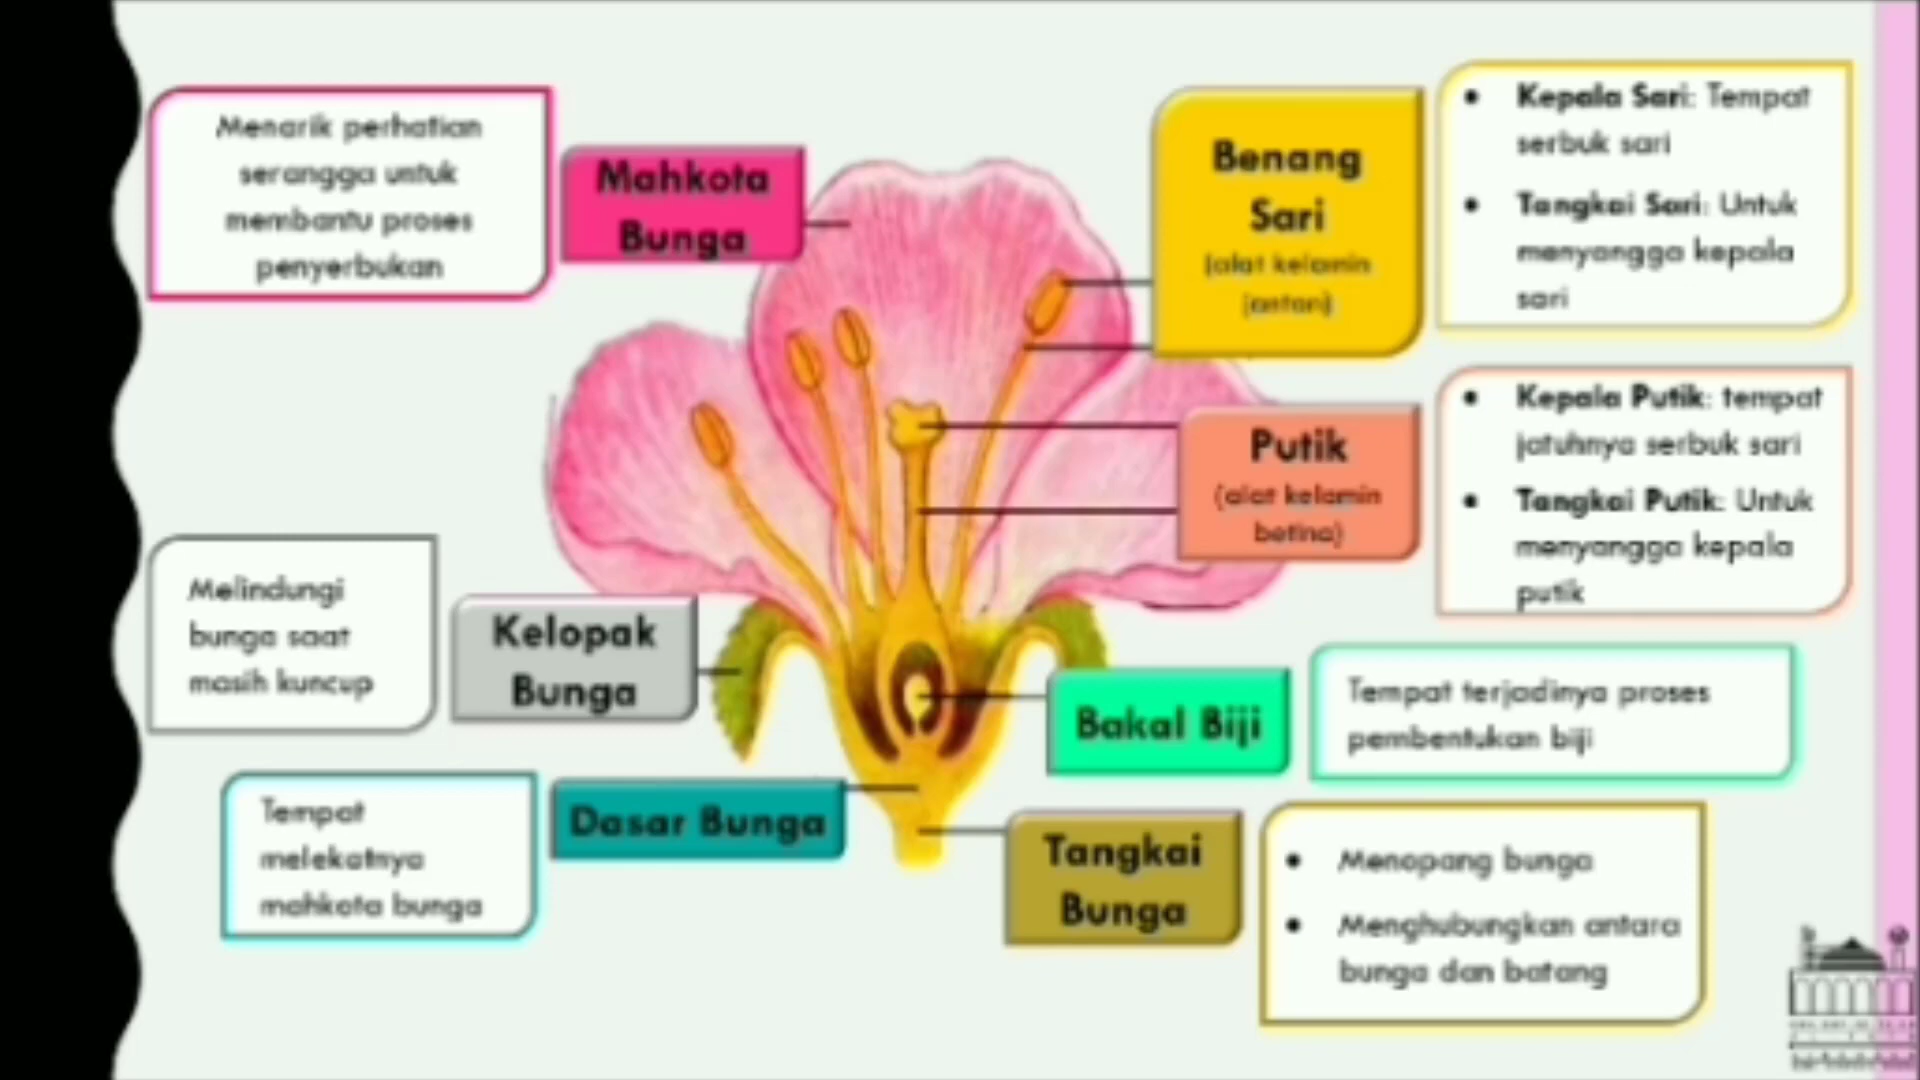 Menarik perhatian
serangga untuk
membantu proses
penyerbukan
Mahkota
Bunga
Benang
Sari
(alat kelamin
jantan)
• Kepala Sari: Tempat
serbuk sari
• Tangkai Sari: Untuk
menyangga kepala
sari
Putik
(alat kelamin
betina)
• Kepala Putik: tempat
jatuhnya serbuk sari
• Tangkai Putik: Untuk
menyangga kepala
putik
Melindungi
bunga saat
masih kuncup
Kelopak
Bunga
Bakal Biji
Tempat terjadinya proses
pembentukan biji
Tempat
melekatnya
mahkota bunga
Dasar Bunga
Tangkai
Bunga
• Menopang bunga
• Menghubungkan antara
bunga dan batang